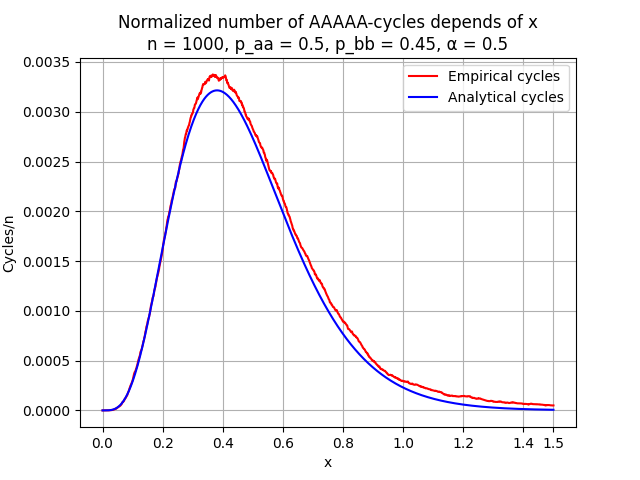 Normalized number of AAAAA-cycles depends of x
n = 1000, p_aa = 0.5, p_bb = 0.45, α = 0.5
Empirical cycles
Analytical cycles
Cycles/n
0.0035
0.0030
0.0025
0.0020
0.0015
0.0010
0.0005
0.0000
0.0 0.2 0.4 0.6 0.8 1.0 1.2 1.4 1.5
x